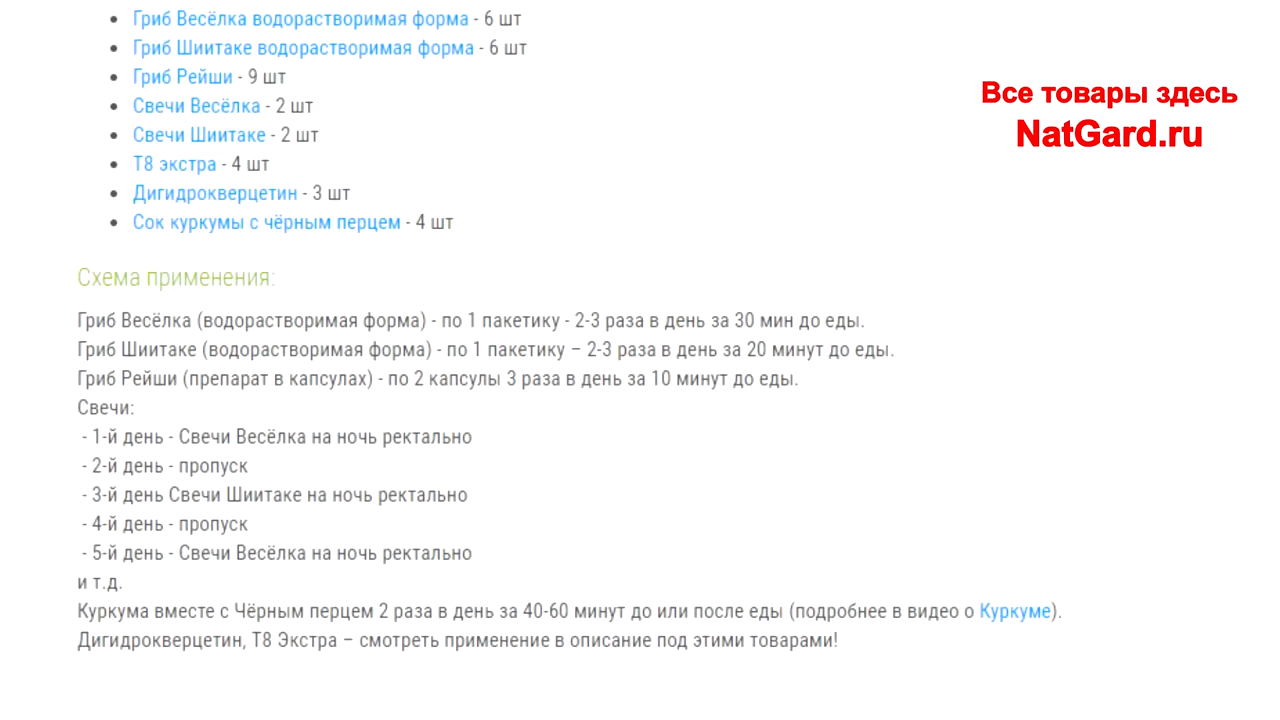 Гриб Весёлка водорастворимая форма - 6 шт
Гриб Шиитаке водорастворимая форма - 6 шт
Гриб Рейши - 9 шт
Свечи Весёлка - 2 шт
Свечи Шиитаке - 2 шт
Т8 экстра - 4 шт
Дигидрокверцетин - 3 шт
Сок куркумы с чёрным перцем - 4 шт
Все товары здесь
NatGard.ru
Схема применения:
Гриб Весёлка (водорастворимая форма) - по 1 пакетику - 2-3 раза в день за 30 мин до еды.
Гриб Шиитаке (водорастворимая форма) - по 1 пакетику – 2-3 раза в день за 20 минут до еды.
Гриб Рейши (препарат в капсулах) - по 2 капсулы 3 раза в день за 10 минут до еды.
Свечи:
- 1-й день - Свечи Весёлка на ночь ректально
- 2-й день - пропуск
- 3-й день Свечи Шиитаке на ночь ректально
- 4-й день - пропуск
- 5-й день - Свечи Весёлка на ночь ректально
и т.д.
Куркума вместе с Чёрным перцем 2 раза в день за 40-60 минут до или после еды (подробнее в видео о Куркуме).
Дигидрокверцетин, Т8 Экстра – смотреть применение в описание под этими товарами!